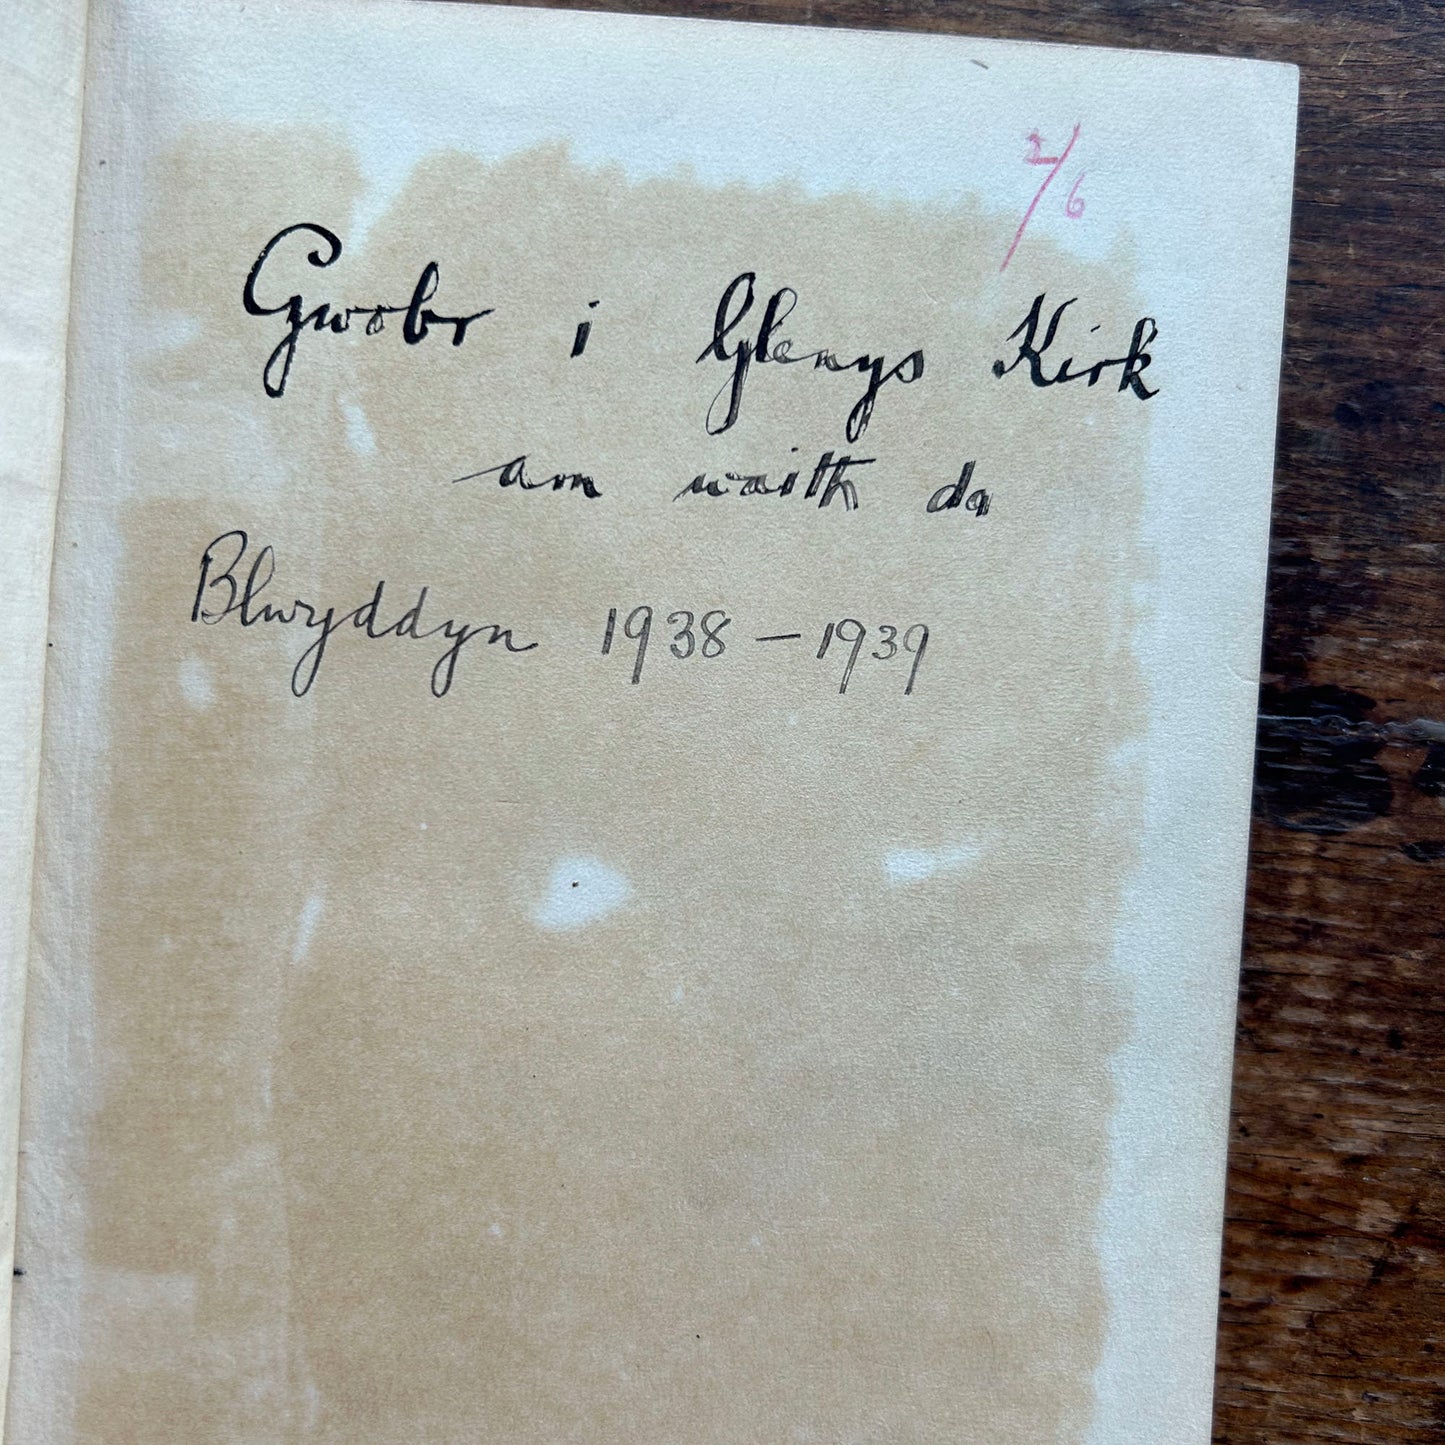 2/6
Gwobr i Glenys Kirk
am waith da
Blwyddyn 1938 – 1939